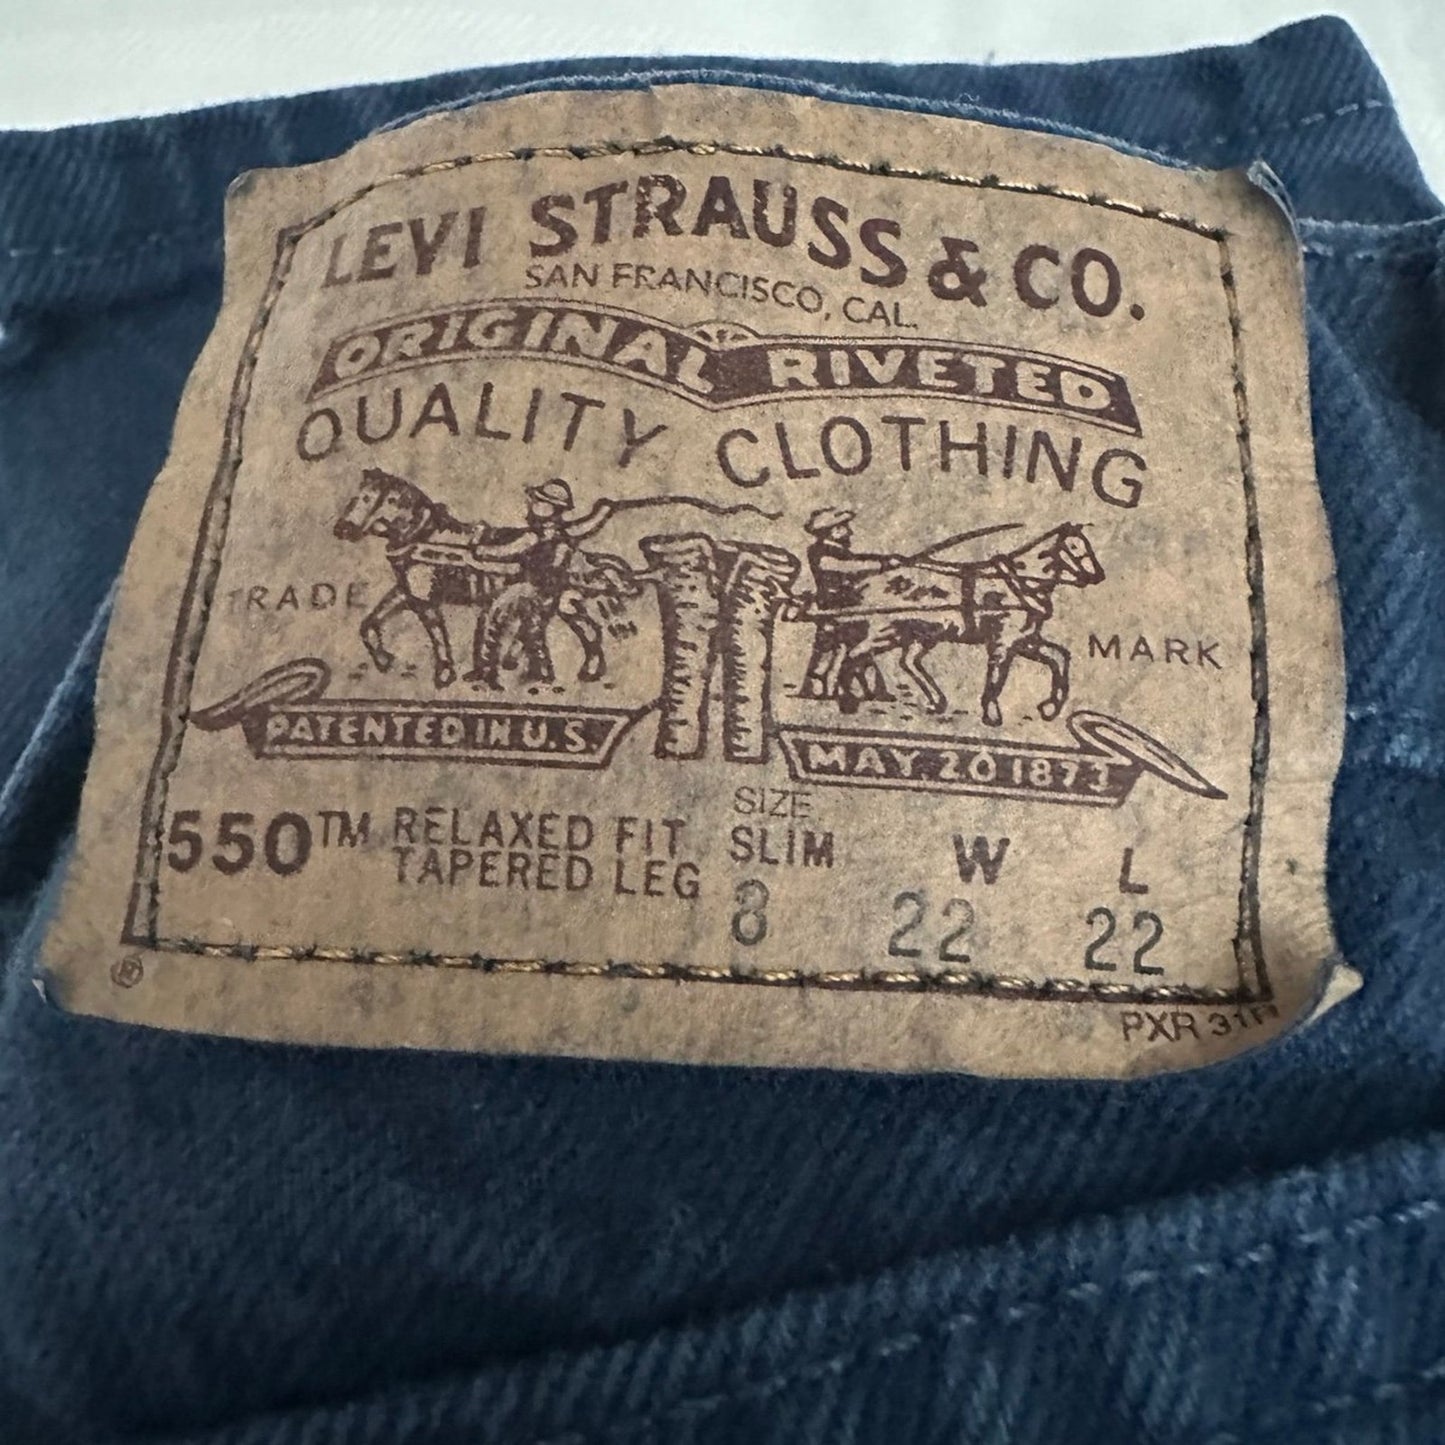 LEVI STRAUSS & CO.
SAN FRANCISCO, CAL.
ORIGINAL RIVETED
QUALITY CLOTHING
TRADE MARK
PATENTED IN U.S. MAY 20 1873
SIZE
550™ RELAXED FIT SLIM W L
TAPERED LEG 8 22 22
®
PXR